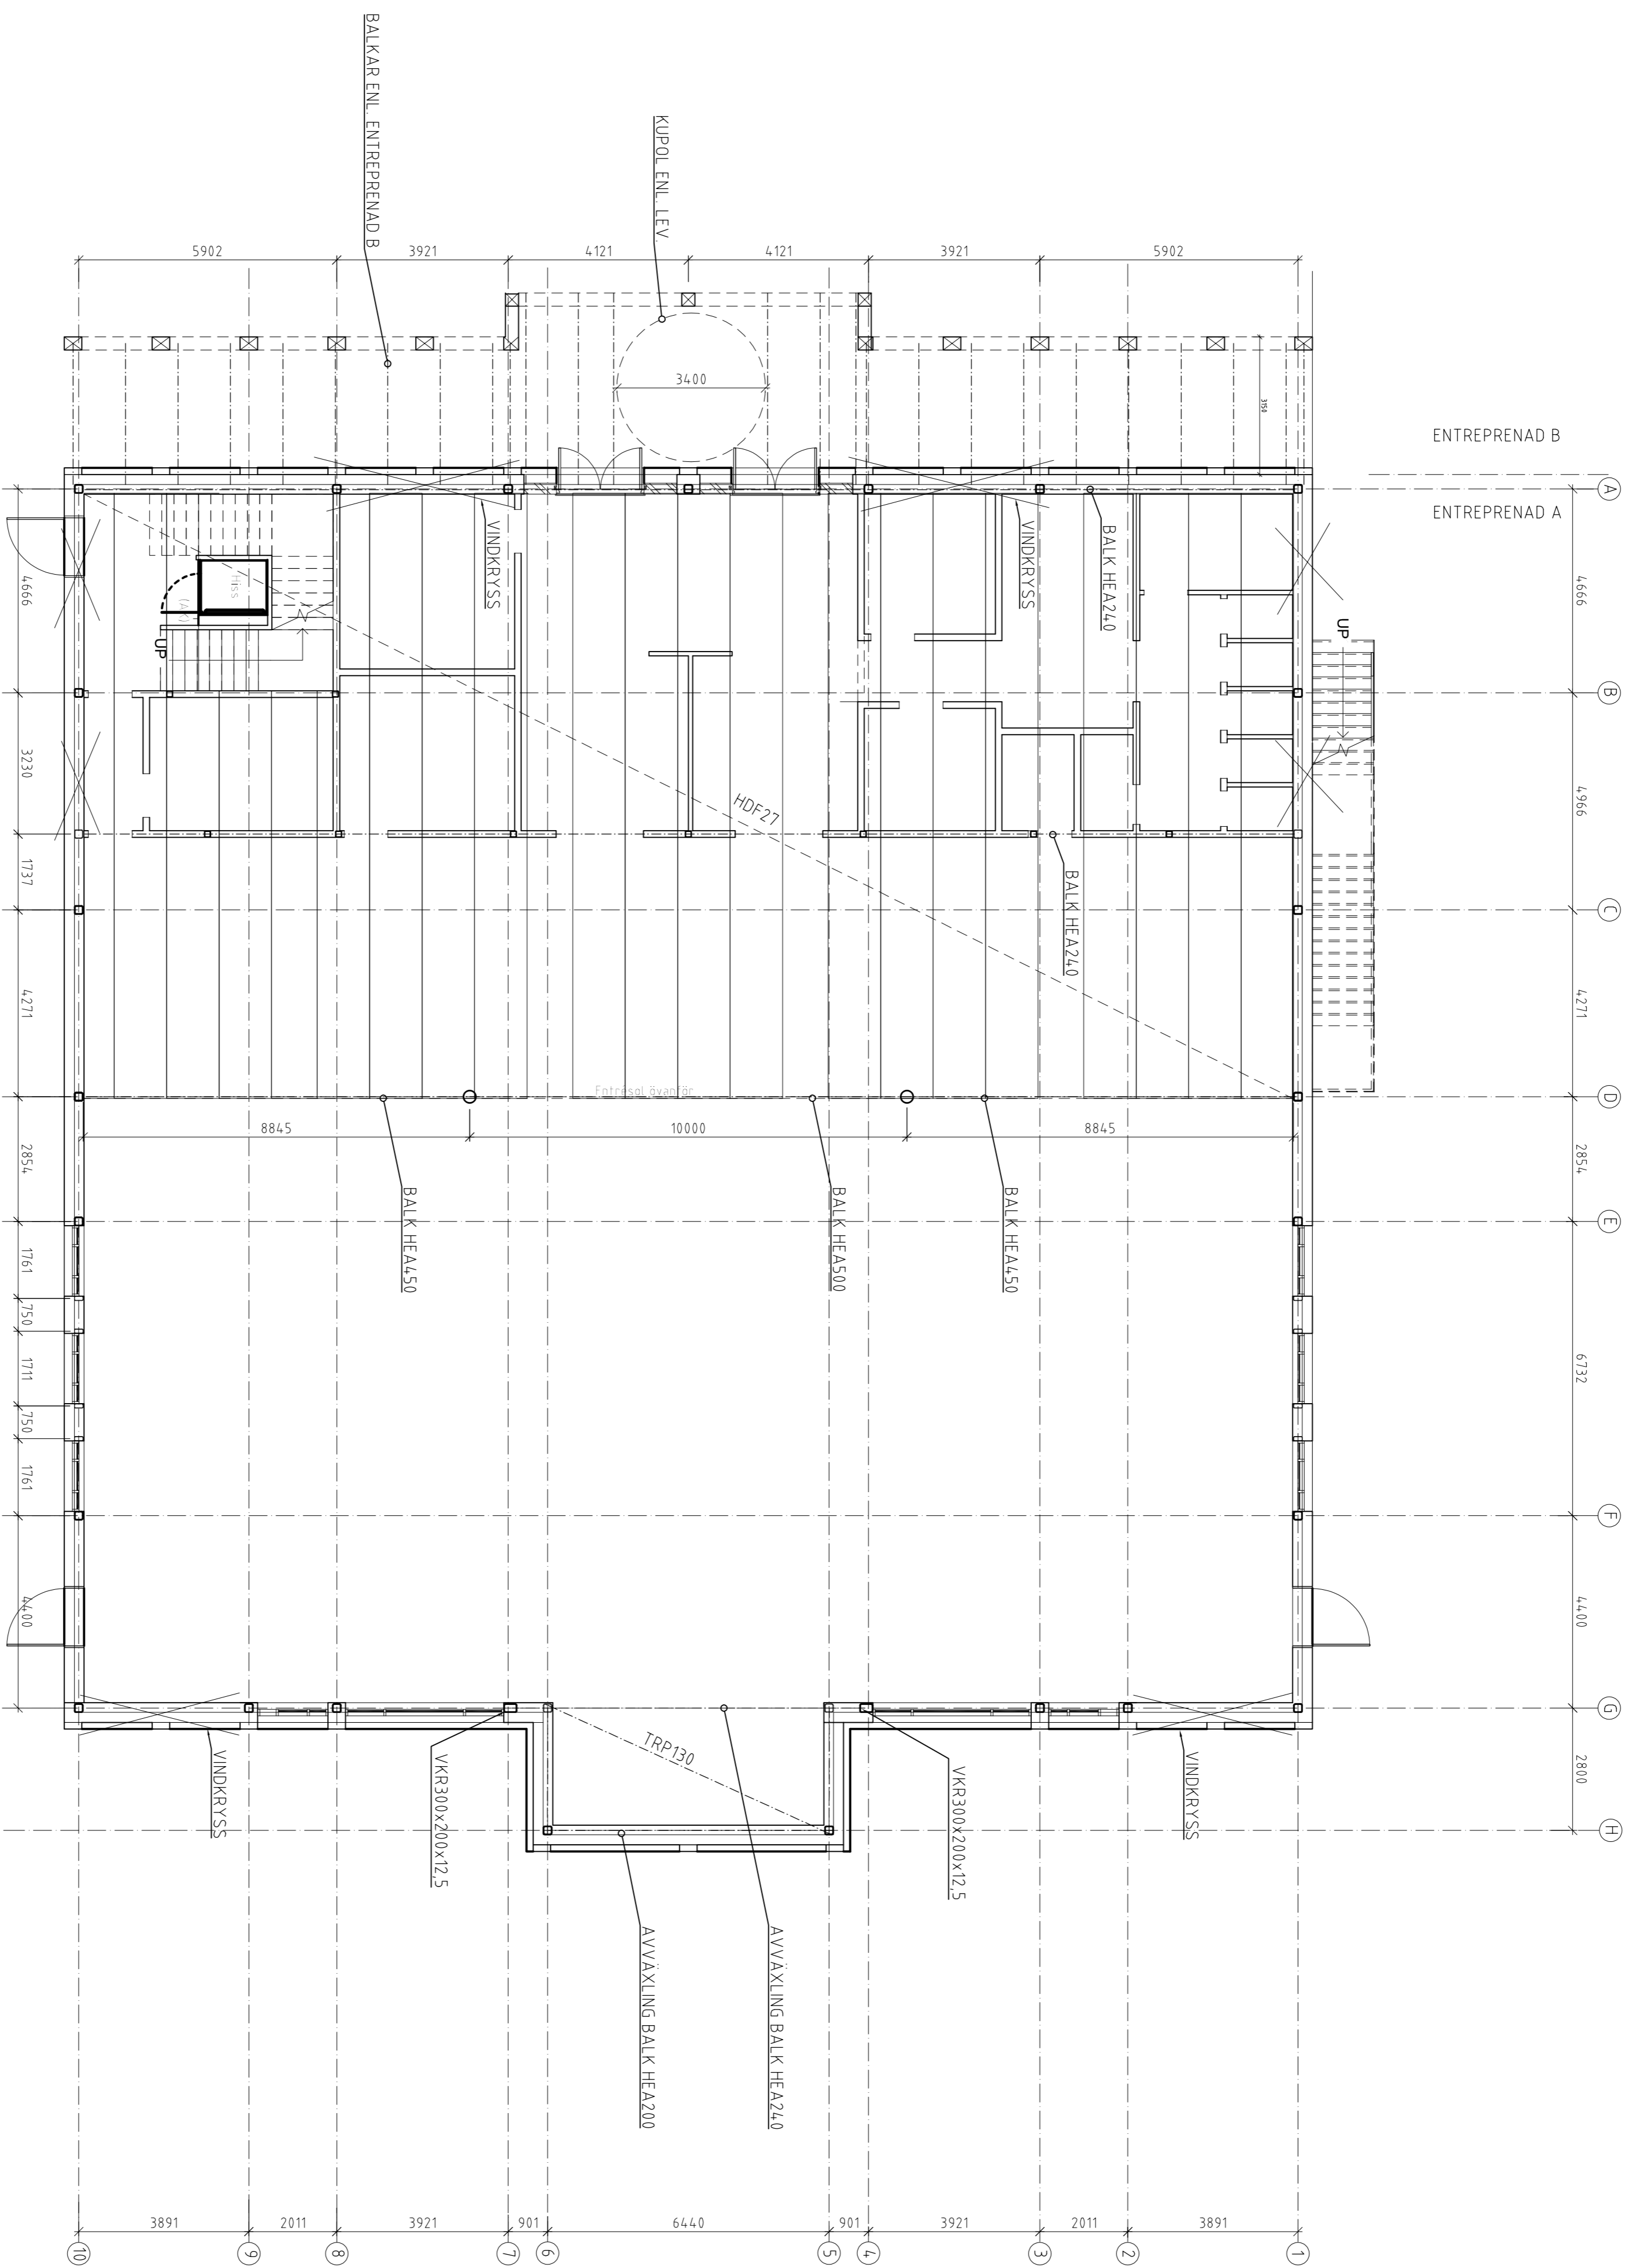 BALKAR ENL. ENTREPRENAD B
KUPOL ENL. LEV.
5902
3921
4121
4121
3921
5902
3400
3150
ENTREPRENAD B
ENTREPRENAD A
A
B
C
D
E
F
G
H
4666
4966
4271
2854
6732
4400
2800
UP
VINDKRYSS
VINDKRYSS
BALK HEA240
BALK HEA240
Hiss
UP
HDF27
Entrésol ovanför
8845
10000
8845
BALK HEA450
BALK HEA500
BALK HEA450
4666
3230
1737
4271
2854
1761
750
1711
750
1761
4400
TRP130
VINDKRYSS
VKR300x200x12,5
VKR300x200x12,5
VINDKRYSS
AVVÄXLING BALK HEA200
AVVÄXLING BALK HEA240
3891
2011
3921
901
6440
901
3921
2011
3891
10
9
8
7
6
5
4
3
2
1